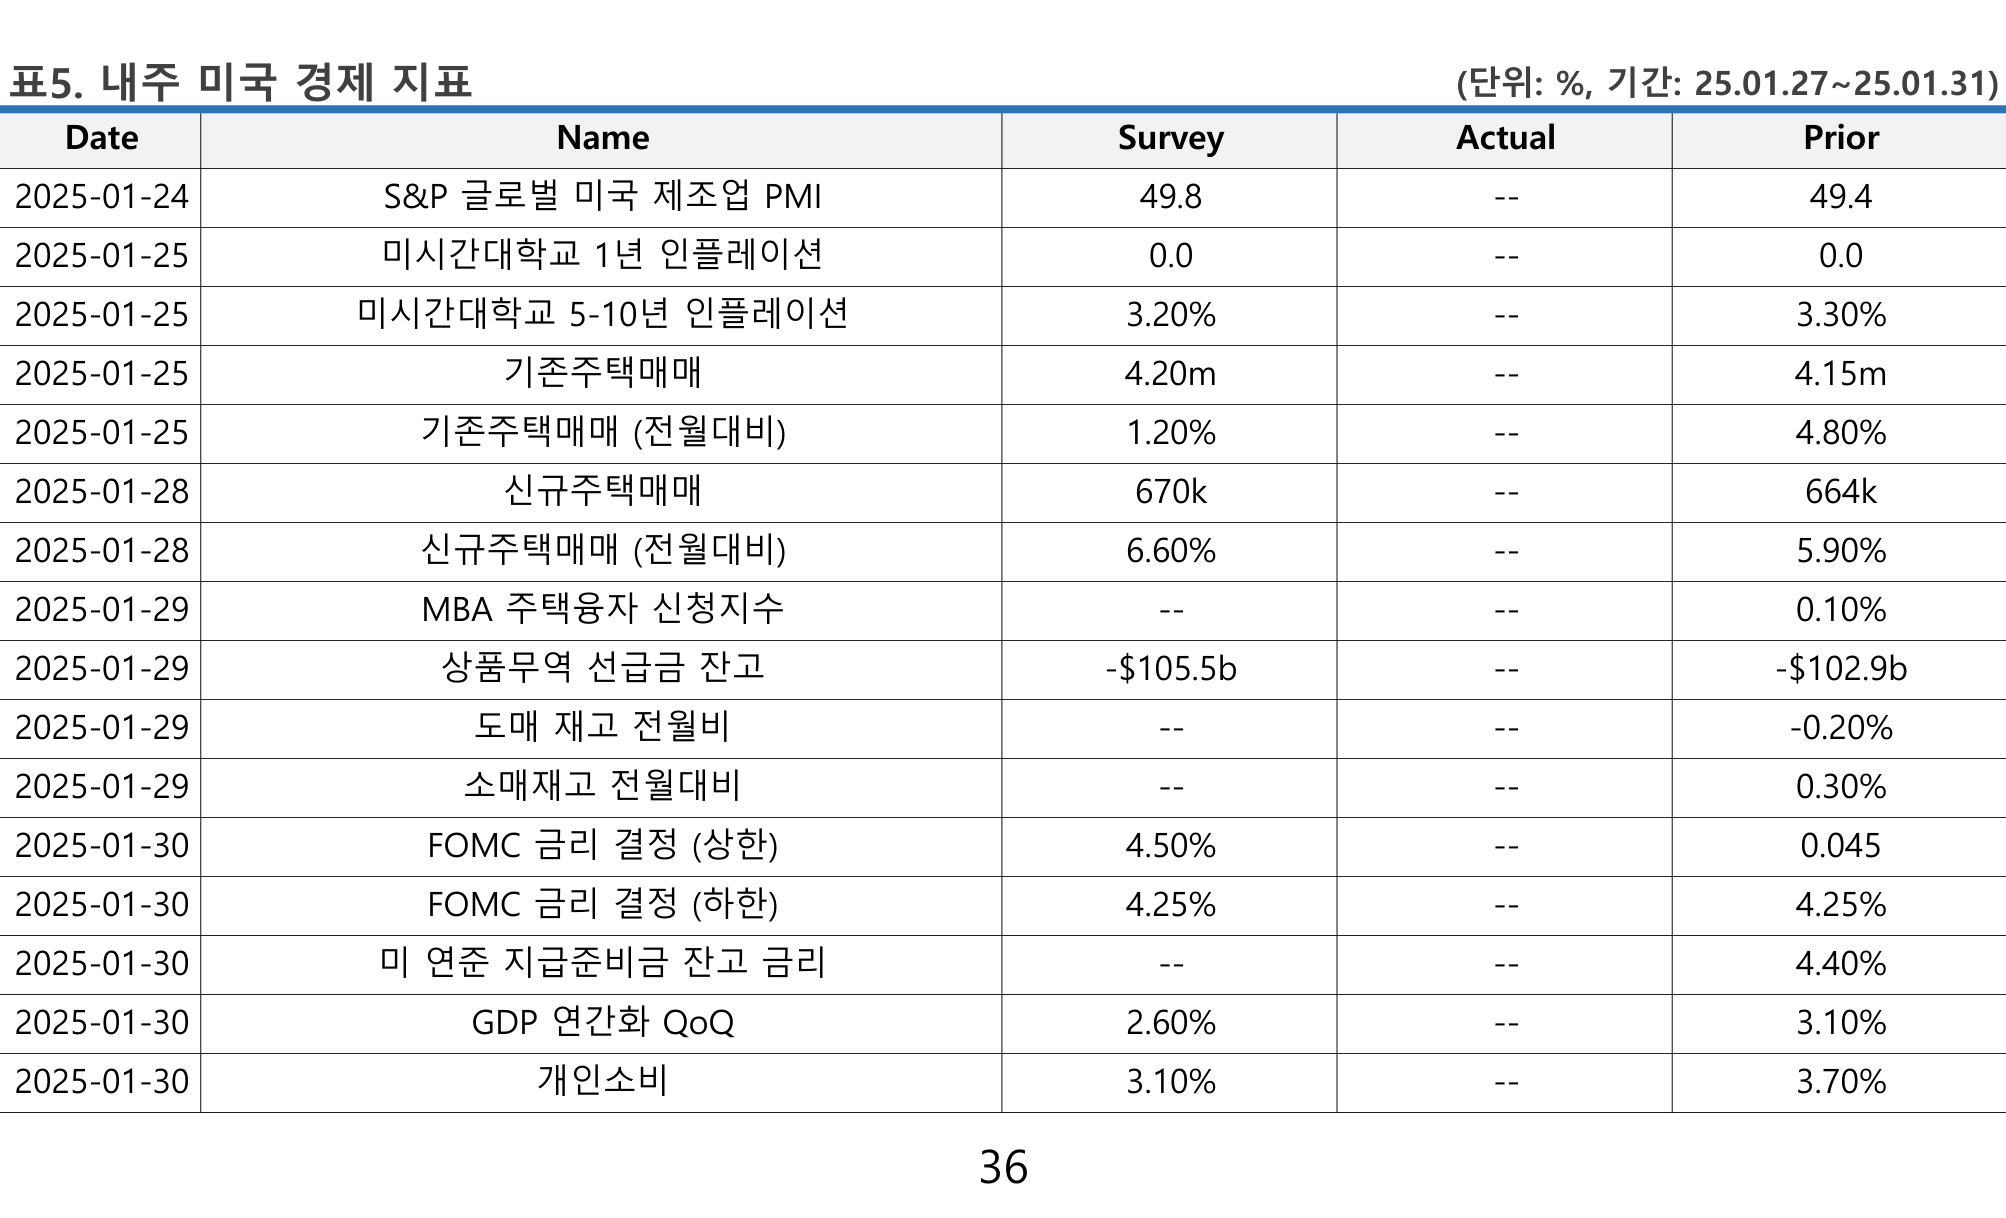 표5. 내주 미국 경제 지표 (단위: %, 기간: 25.01.27~25.01.31)
Date Name Survey Actual Prior
2025-01-24 S&P 글로벌 미국 제조업 PMI 49.8 -- 49.4
2025-01-25 미시간대학교 1년 인플레이션 0.0 -- 0.0
2025-01-25 미시간대학교 5-10년 인플레이션 3.20% -- 3.30%
2025-01-25 기존주택매매 4.20m -- 4.15m
2025-01-25 기존주택매매 (전월대비) 1.20% -- 4.80%
2025-01-28 신규주택매매 670k -- 664k
2025-01-28 신규주택매매 (전월대비) 6.60% -- 5.90%
2025-01-29 MBA 주택융자 신청지수 -- -- 0.10%
2025-01-29 상품무역 선급금 잔고 -$105.5b -- -$102.9b
2025-01-29 도매 재고 전월비 -- -- -0.20%
2025-01-29 소매재고 전월대비 -- -- 0.30%
2025-01-30 FOMC 금리 결정 (상한) 4.50% -- 0.045
2025-01-30 FOMC 금리 결정 (하한) 4.25% -- 4.25%
2025-01-30 미 연준 지급준비금 잔고 금리 -- -- 4.40%
2025-01-30 GDP 연간화 QoQ 2.60% -- 3.10%
2025-01-30 개인소비 3.10% -- 3.70%
36